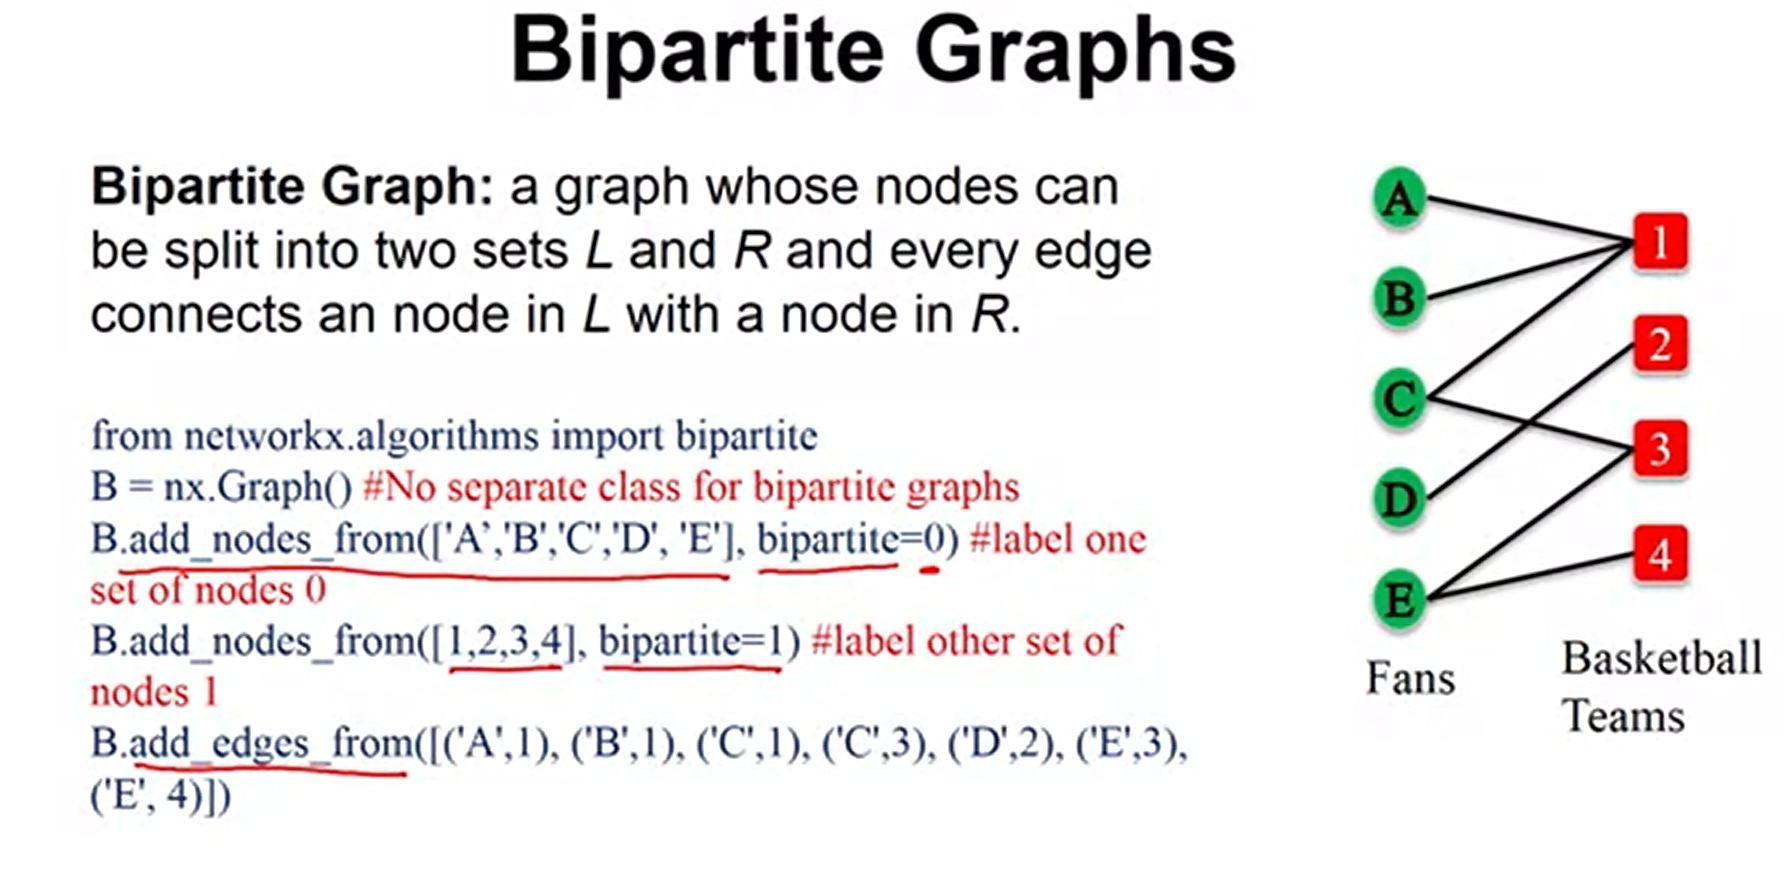 Bipartite Graphs
Bipartite Graph: a graph whose nodes can
be split into two sets L and R and every edge
connects an node in L with a node in R.
from networkx.algorithms import bipartite
B = nx.Graph() #No separate class for bipartite graphs
B.add_nodes_from(['A’,'B','C','D', 'E'], bipartite=0) #label one
set of nodes 0
B.add_nodes_from([1,2,3,4], bipartite=1) #label other set of
nodes 1
B.add_edges_from([('A',1), ('B',1), ('C',1), ('C',3), ('D',2), ('E',3),
('E', 4)])
A
B
C
D
E
Fans
1
2
3
4
Basketball
Teams